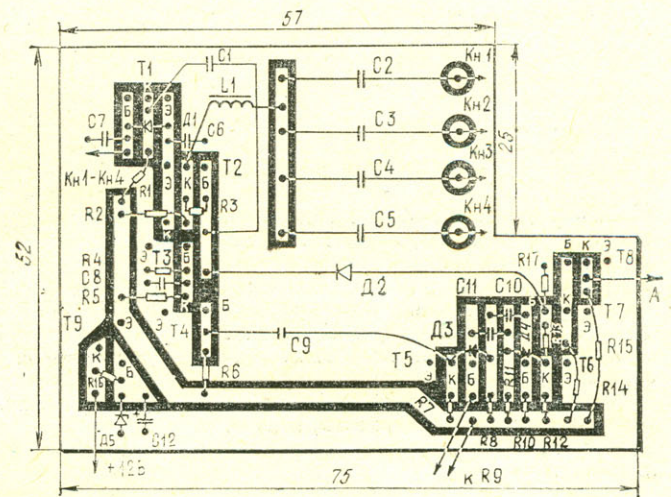 57
C1
Кн1
T1
C2
L1
Кн2
Б
Э
C7
Д1
C6
C3
25
Кн3
Э
К
Б
T2
C4
Кн1-Кн4
R1
Кн4
R2
R3
C5
К
52
Э
T3
Б
R17
Б
К
Э
T8
R4
C8
Д2
А
R5
К
C11
C10
T7
T9
Э
Э
T4
Б
К
Д3
Д4
R15
C9
T5
T6
К
Б
Э
К
Б
К
Б
К
Э
R16
R6
R11
R14
R7
Д5
C12
R8
R10
R12
+12В
к R9
75